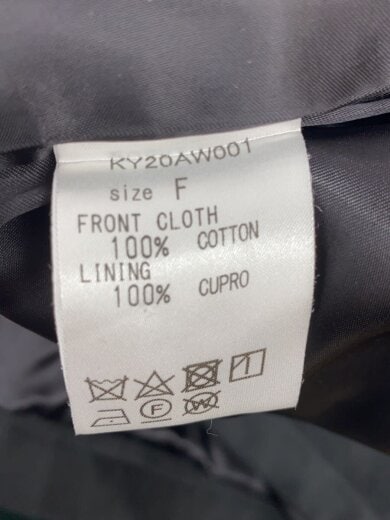 KY20AW001
size F
FRONT CLOTH
100% COTTON
LINING
100% CUPRO
F
W